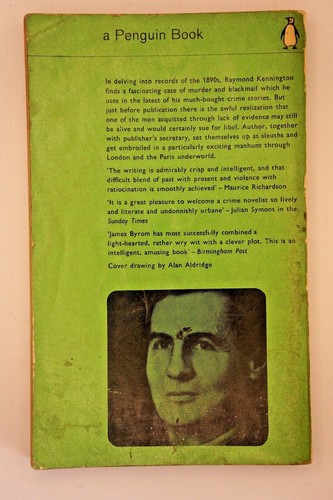 a Penguin Book
In delving into records of the 1890s, Raymond Kennington
finds a fascinating case of murder and blackmail which he
uses in the latest of his much-bought crime stories. But
just before publication there is the awful realization that
one of the men acquitted through lack of evidence may still
be alive and would certainly sue for libel. Author, together
with publisher's secretary, set themselves up as sleuths and
get embroiled in a particularly exciting manhunt through
London and the Paris underworld.
'The writing is admirably crisp and intelligent, and that
difficult blend of past with present and violence with
ratiocination is smoothly achieved' – Maurice Richardson
'It is a great pleasure to welcome a crime novelist so lively
and literate and undonnishly urbane' – Julian Symons in the
Sunday Times
'James Byrom has most successfully combined a
light-hearted, rather wry wit with a clever plot. This is an
intelligent, amusing book' – Birmingham Post
Cover drawing by Alan Aldridge